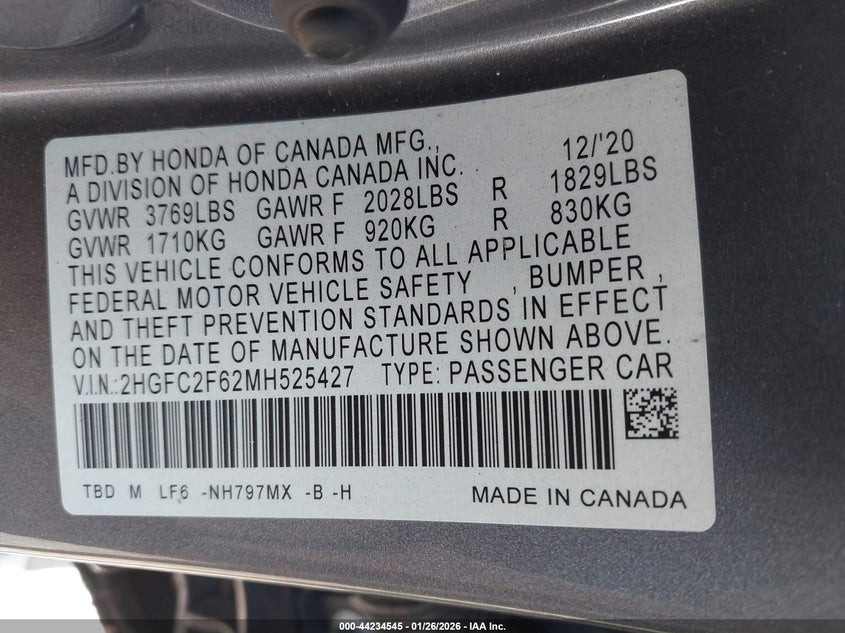 MFD.BY HONDA OF CANADA MFG., 12/'20
A DIVISION OF HONDA CANADA INC.
GVWR 3769LBS GAWR F 2028LBS R 1829LBS
GVWR 1710KG GAWR F 920KG R 830KG
THIS VEHICLE CONFORMS TO ALL APPLICABLE
FEDERAL MOTOR VEHICLE SAFETY , BUMPER ,
AND THEFT PREVENTION STANDARDS IN EFFECT
ON THE DATE OF MANUFACTURE SHOWN ABOVE.
V.I.N.:2HGFC2F62MH525427 TYPE: PASSENGER CAR
TBD M LF6 -NH797MX -B -H MADE IN CANADA
000-44234545 - 01/26/2026 - IAA Inc.